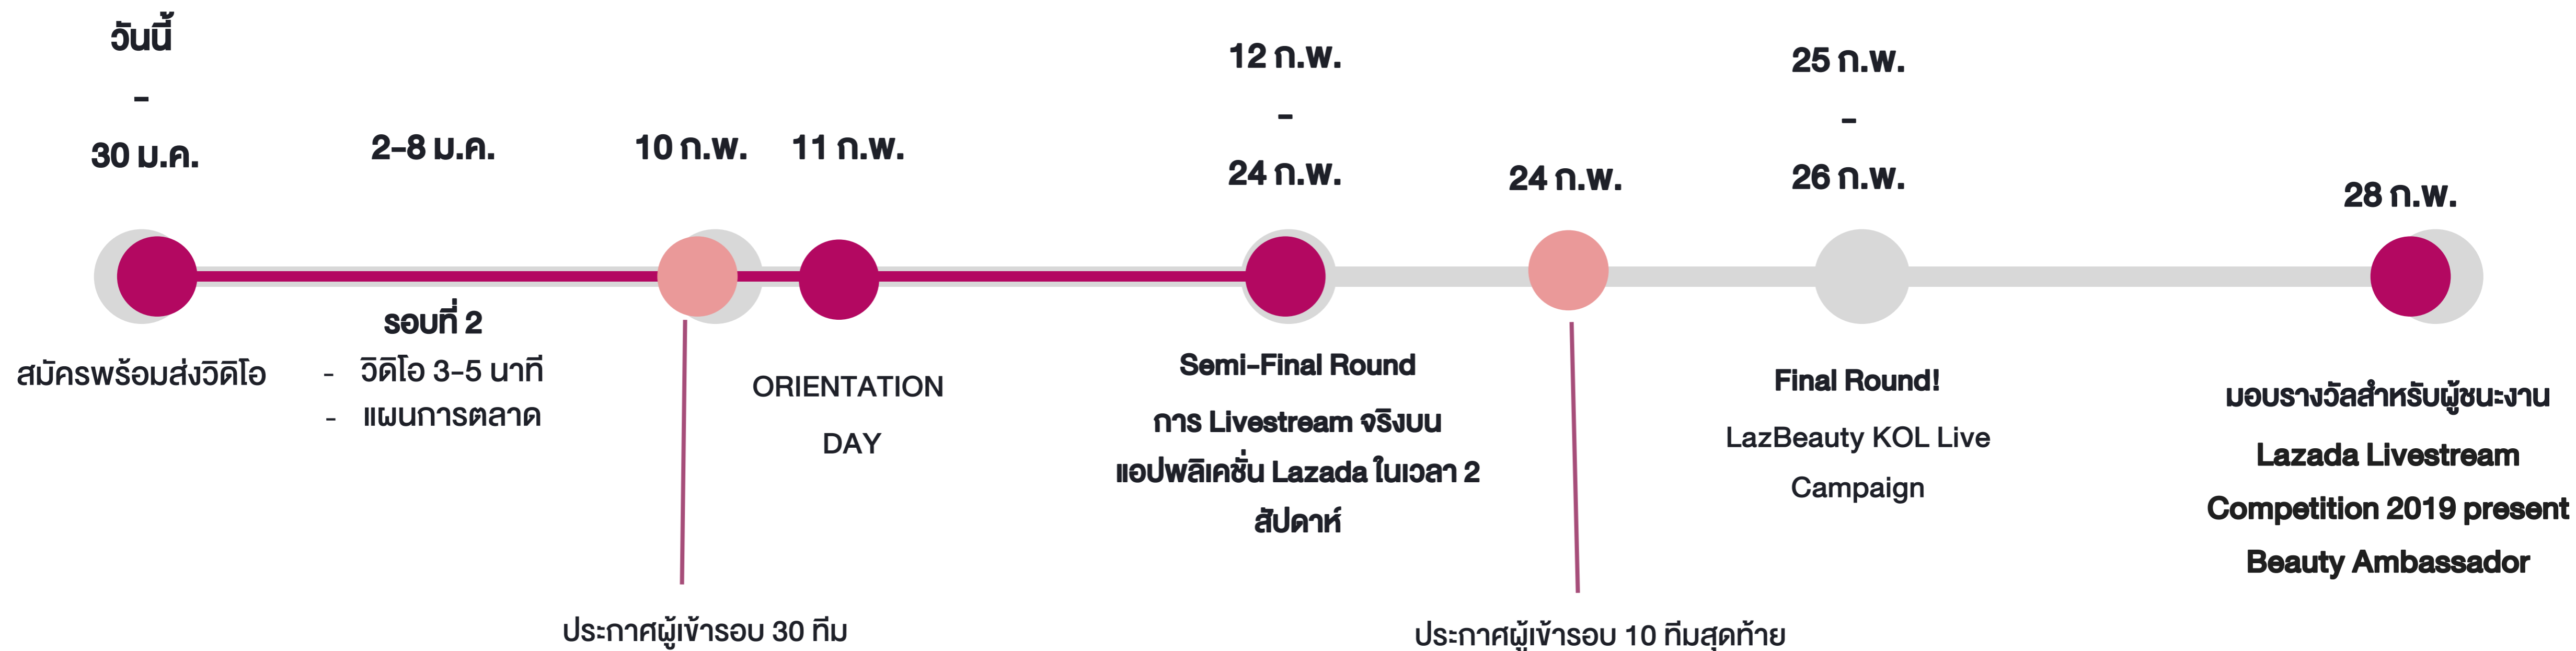 วันนี้
-
30 ม.ค.
สมัครพร้อมส่งวิดิโอ
2-8 ม.ค.
รอบที่ 2
- วิดิโอ 3-5 นาที
- แผนการตลาด
10 ก.พ.
ประกาศผู้เข้ารอบ 30 ทีม
11 ก.พ.
ORIENTATION
DAY
12 ก.พ.
-
24 ก.พ.
Semi-Final Round
การ Livestream จริงบน
แอปพลิเคชั่น Lazada ในเวลา 2
สัปดาห์
24 ก.พ.
ประกาศผู้เข้ารอบ 10 ทีมสุดท้าย
25 ก.พ.
-
26 ก.พ.
Final Round!
LazBeauty KOL Live
Campaign
28 ก.พ.
มอบรางวัลสำหรับผู้ชนะงาน
Lazada Livestream
Competition 2019 present
Beauty Ambassador